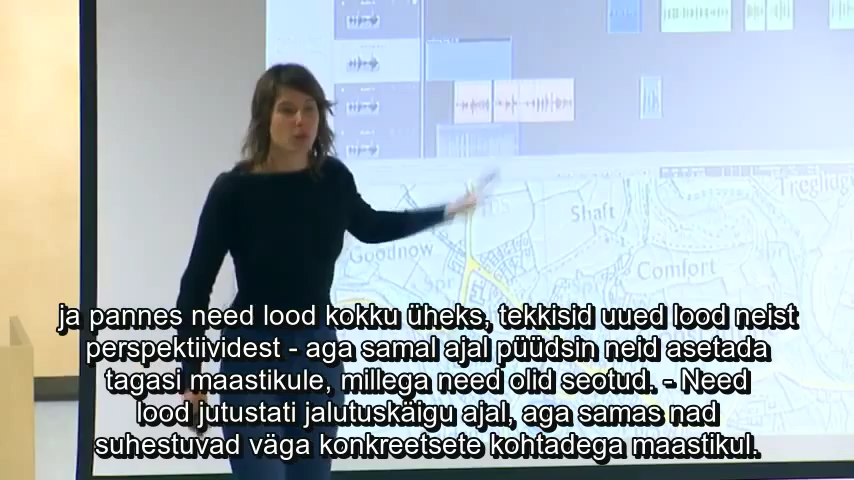 Treglidg
Shaft
Goodnow
Spr
Comfort
ja pannes need lood kokku üheks, tekkisid uued lood neist
perspektiividest - aga samal ajal püüdsin neid asetada
tagasi maastikule, millega need olid seotud. - Need
lood jutustati jalutuskäigu ajal, aga samas nad
suhestuvad väga konkreetsete kohtadega maastikul.